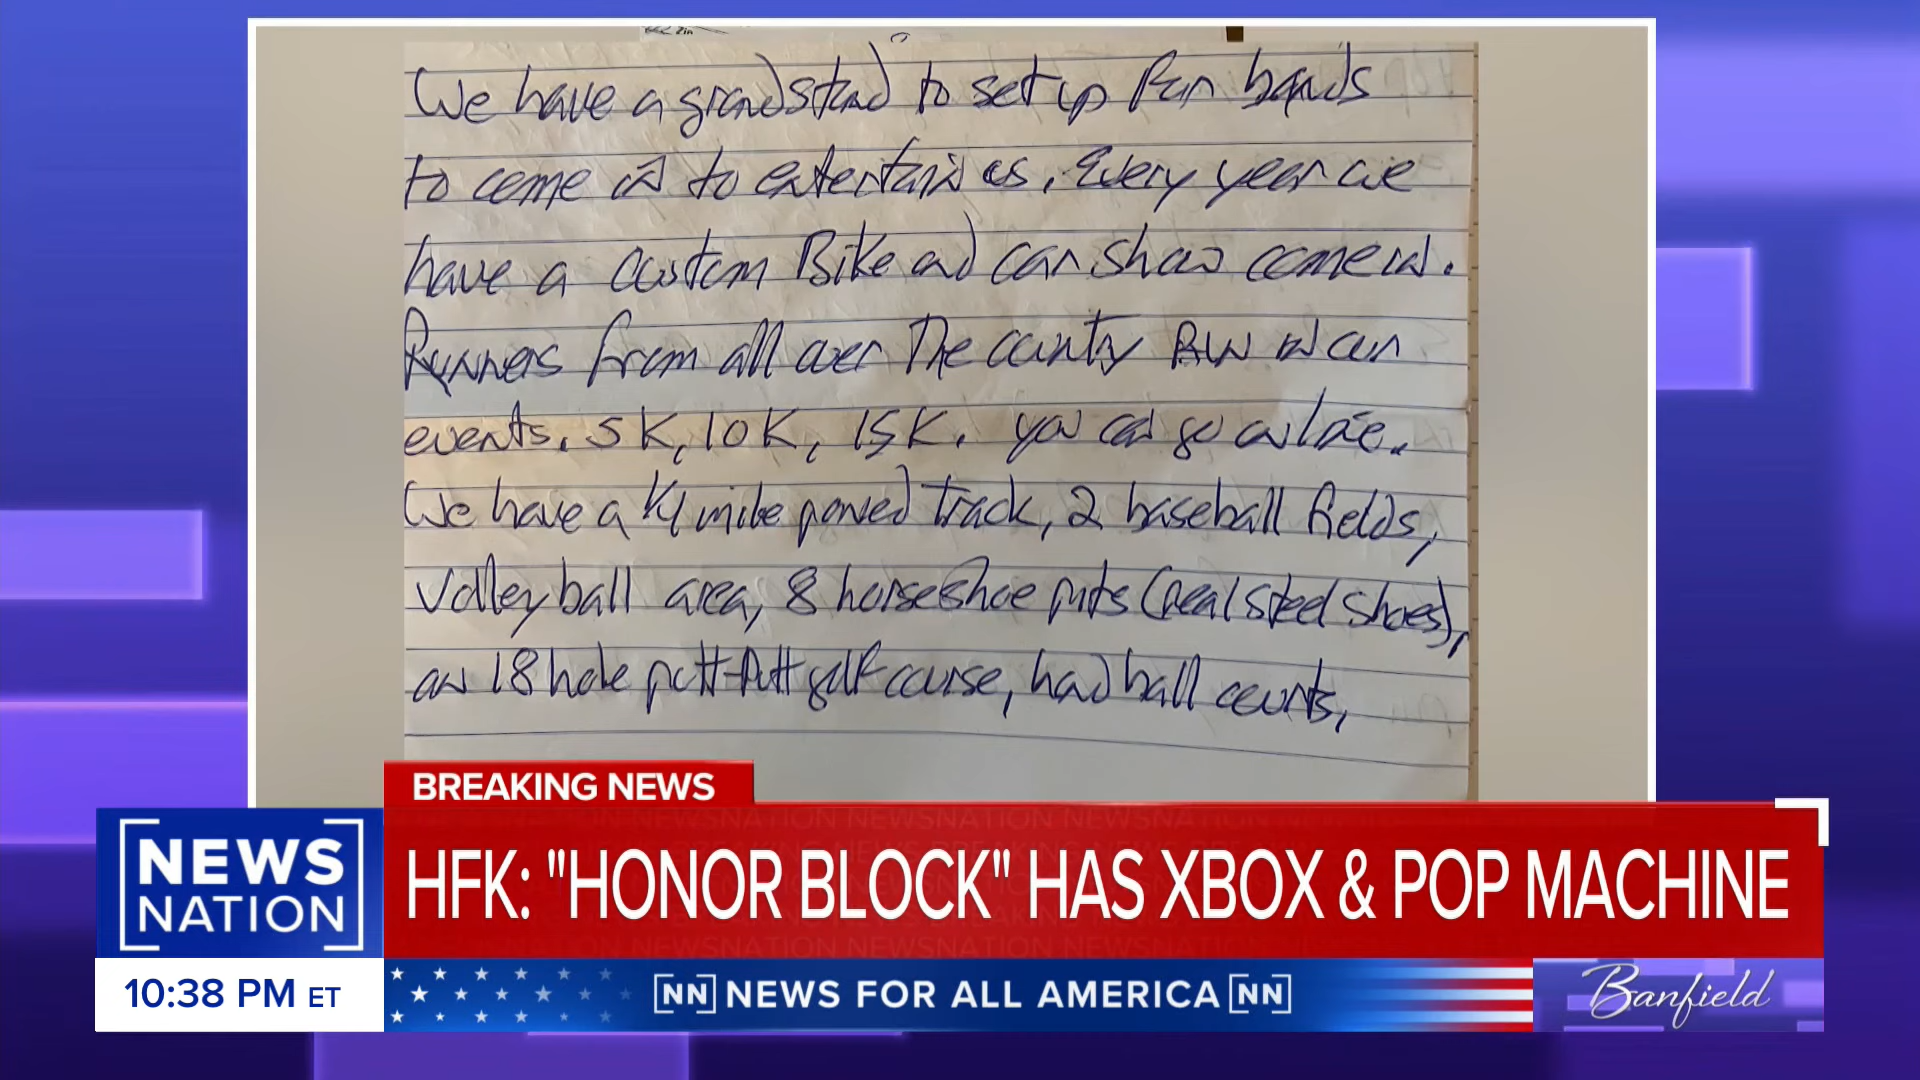 We have a grandstand to set up for bands
to come in to entertain us. Every year we
have a custom Bike and car show come in.
Runners from all over The country RUN IN our
events. 5K, 10K, 15K. you can go online.
We have a 1/4 mile paved track, 2 baseball fields,
Volleyball area, 8 horseshoe pits (real steel shoes),
an 18 hole putt-Putt golf course, hand ball courts,
BREAKING NEWS
HFK: "HONOR BLOCK" HAS XBOX & POP MACHINE
NEWS
NATION
10:38 PM ET
NN NEWS FOR ALL AMERICA NN
Banfield